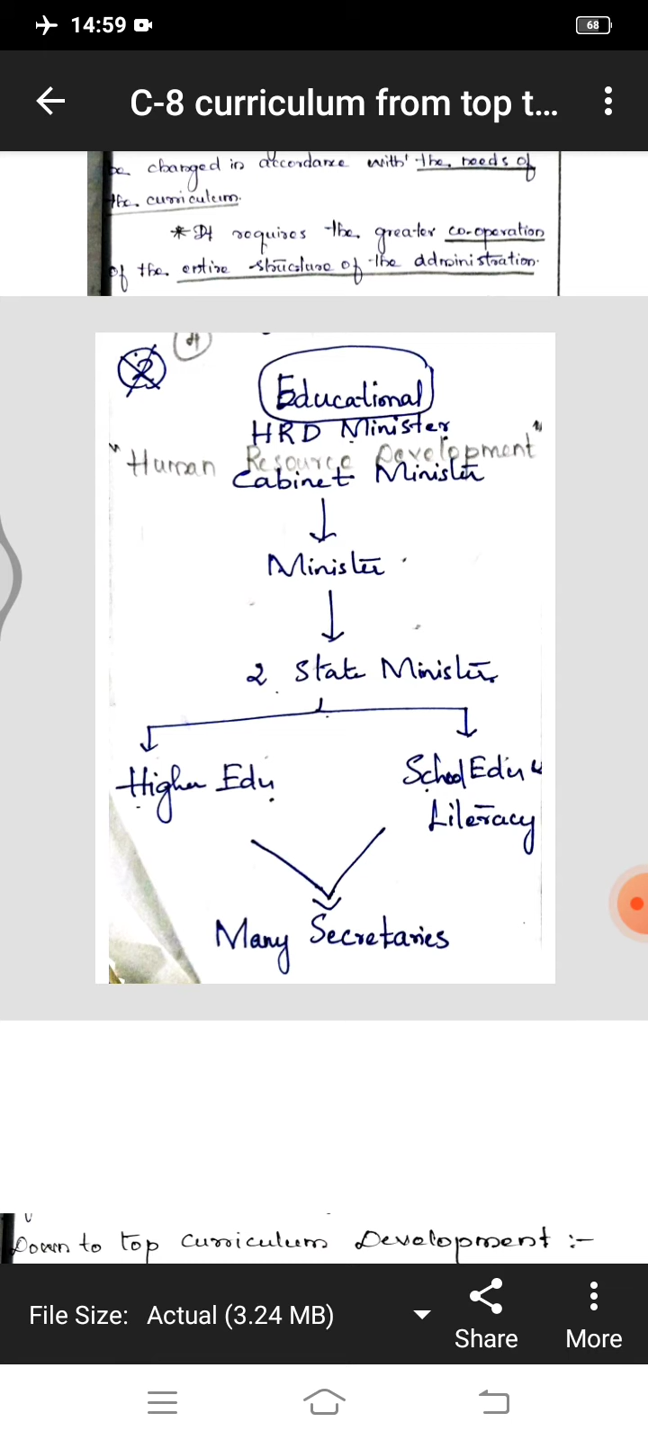 14:59
68
C-8 curriculum from top t...
be changed in accordance with the needs of
the curriculum.
* It requires the greater co-operation
of the entire structure of the administration.
2
4
Educational
HRD Minister
"Human Resource Development"
Cabinet Minister
Minister
2 State Minister
Higher Edu
School Edu &
Literacy
Many Secretaries
Down to top curriculum Development :-
File Size: Actual (3.24 MB)
Share
More